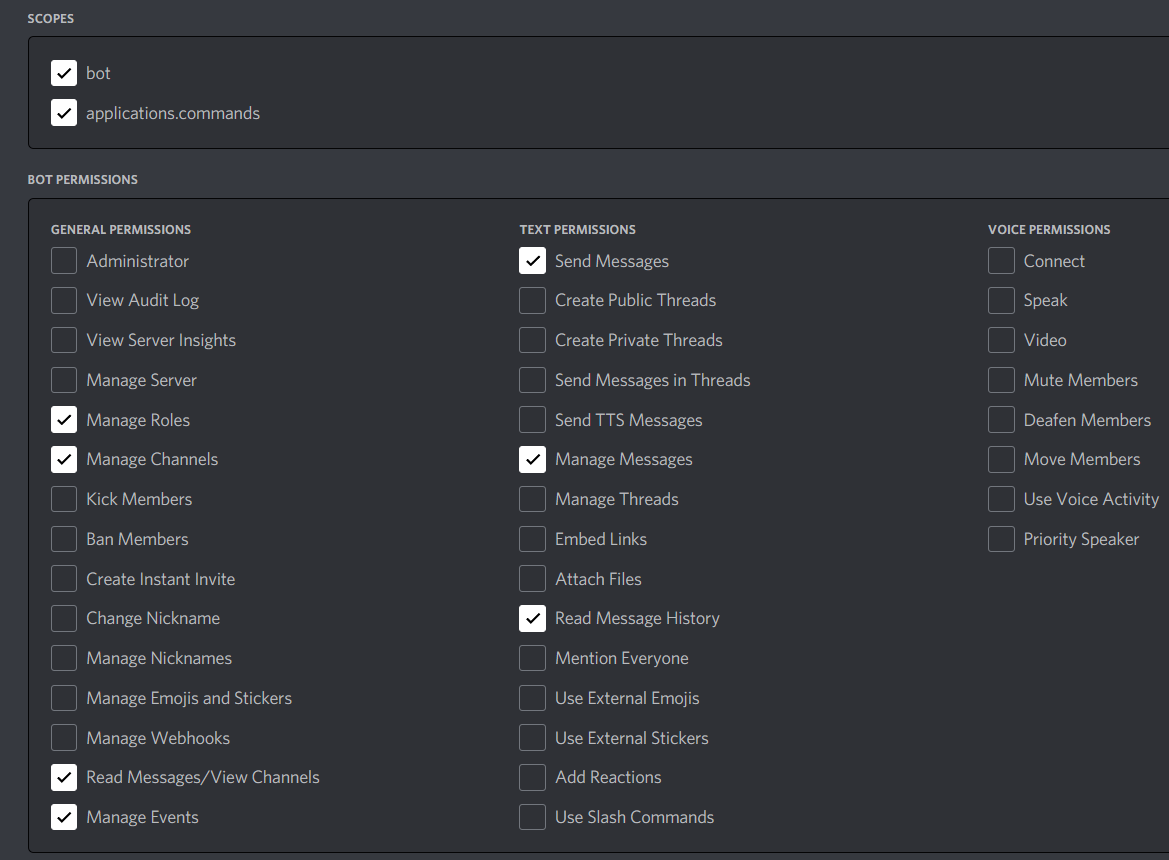 SCOPES
bot
applications.commands
BOT PERMISSIONS
GENERAL PERMISSIONS
Administrator
View Audit Log
View Server Insights
Manage Server
Manage Roles
Manage Channels
Kick Members
Ban Members
Create Instant Invite
Change Nickname
Manage Nicknames
Manage Emojis and Stickers
Manage Webhooks
Read Messages/View Channels
Manage Events
TEXT PERMISSIONS
Send Messages
Create Public Threads
Create Private Threads
Send Messages in Threads
Send TTS Messages
Manage Messages
Manage Threads
Embed Links
Attach Files
Read Message History
Mention Everyone
Use External Emojis
Use External Stickers
Add Reactions
Use Slash Commands
VOICE PERMISSIONS
Connect
Speak
Video
Mute Members
Deafen Members
Move Members
Use Voice Activity
Priority Speaker